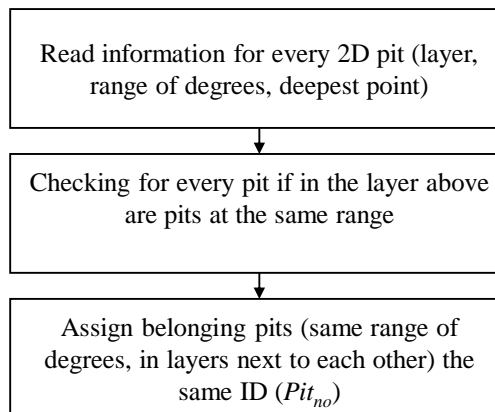 Read information for every 2D pit (layer,
range of degrees, deepest point)
Checking for every pit if in the layer above
are pits at the same range
Assign belonging pits (same range of
degrees, in layers next to each other) the
same ID (Pit_no)